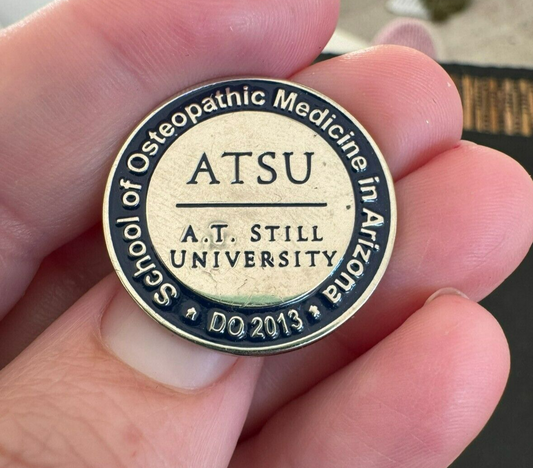 School of Osteopathic Medicine in Arizona
ATSU
A.T. STILL
UNIVERSITY
DO 2013